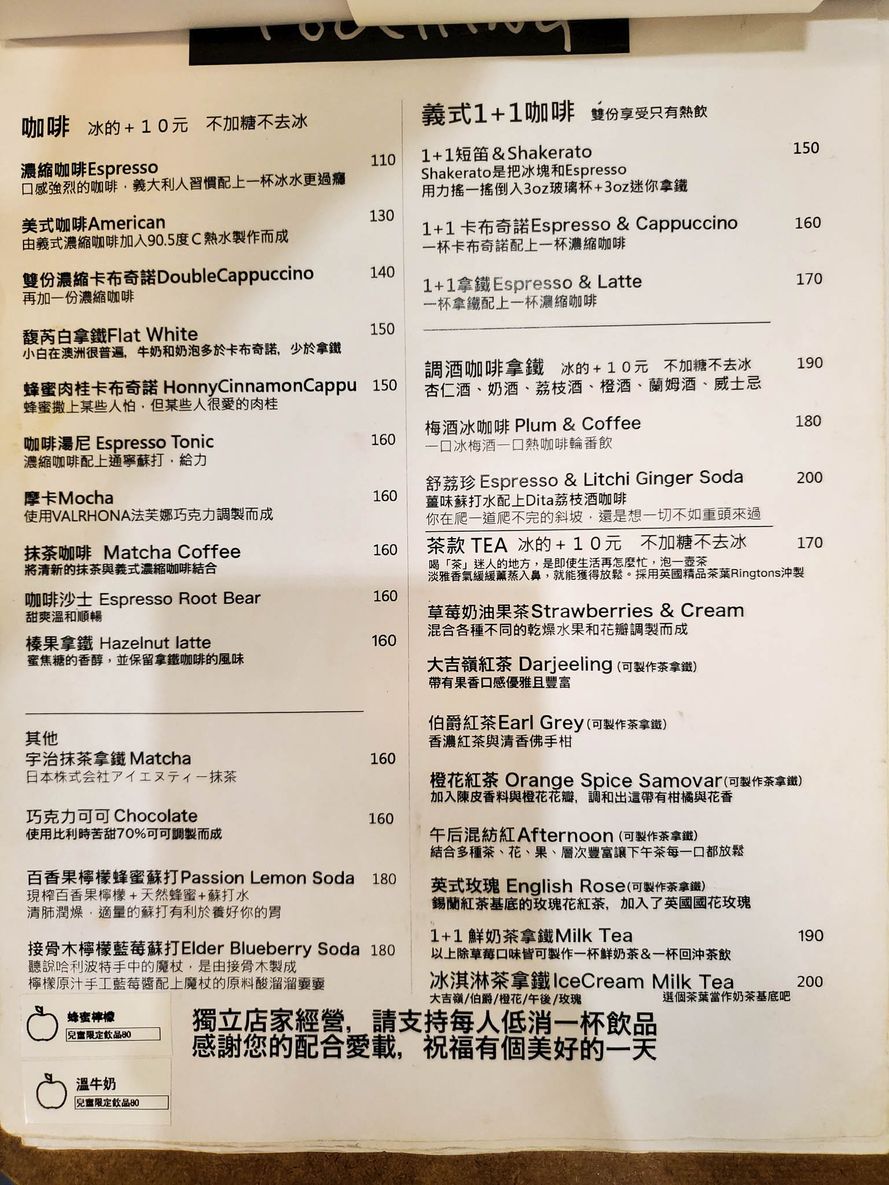 咖啡 冰的+10元 不加糖不去冰
濃縮咖啡Espresso 110
口感強烈的咖啡，義大利人習慣配上一杯冰水更過癮
美式咖啡American 130
由義式濃縮咖啡加入90.5度C熱水製作而成
雙份濃縮卡布奇諾DoubleCappuccino 140
再加一份濃縮咖啡
馥芮白拿鐵Flat White 150
小白在澳洲很普遍，牛奶和奶泡多於卡布奇諾，少於拿鐵
蜂蜜肉桂卡布奇諾 HonnyCinnamonCappu 150
蜂蜜撒上某些人怕，但某些人很愛的肉桂
咖啡湯尼 Espresso Tonic 160
濃縮咖啡配上通寧蘇打，給力
摩卡Mocha 160
使用VALRHONA法芙娜巧克力調製而成
抹茶咖啡 Matcha Coffee 160
將清新的抹茶與義式濃縮咖啡結合
咖啡沙士 Espresso Root Bear 160
甜爽溫和順暢
榛果拿鐵 Hazelnut latte 160
蜜焦糖的香醇，並保留拿鐵咖啡的風味
其他
宇治抹茶拿鐵 Matcha 160
日本株式会社アイエヌティー抹茶
巧克力可可 Chocolate 160
使用比利時苦甜70%可可調製而成
百香果檸檬蜂蜜蘇打Passion Lemon Soda 180
現榨百香果檸檬+天然蜂蜜+蘇打水
清肺潤燥，適量的蘇打有利於養好你的胃
接骨木檸檬藍莓蘇打Elder Blueberry Soda 180
聽說哈利波特手中的魔杖，是由接骨木製成
檸檬原汁手工藍莓醬配上魔杖的原料酸溜溜要要
義式1+1咖啡 雙份享受只有熱飲
1+1短笛＆Shakerato 150
Shakerato是把冰塊和Espresso
用力搖一搖倒入3oz玻璃杯+3oz迷你拿鐵
1+1 卡布奇諾Espresso & Cappuccino 160
一杯卡布奇諾配上一杯濃縮咖啡
1+1拿鐵Espresso & Latte 170
一杯拿鐵配上一杯濃縮咖啡
調酒咖啡拿鐵 冰的+10元 不加糖不去冰 190
杏仁酒、奶酒、荔枝酒、橙酒、蘭姆酒、威士忌
梅酒冰咖啡 Plum & Coffee 180
一口冰梅酒一口熱咖啡輪番飲
舒荔珍 Espresso & Litchi Ginger Soda 200
薑味蘇打水配上Dita荔枝酒咖啡
你在爬一道爬不完的斜坡，還是想一切不如重頭來過
茶款 TEA 冰的+10元 不加糖不去冰 170
喝「茶」迷人的地方，是即使生活再怎麼忙，泡一壺茶
淡雅香氣緩緩薰蒸入鼻，就能獲得放鬆。採用英國精品茶葉Ringtons沖製
草莓奶油果茶Strawberries & Cream
混合各種不同的乾燥水果和花瓣調製而成
大吉嶺紅茶 Darjeeling (可製作茶拿鐵)
帶有果香口感優雅且豐富
伯爵紅茶Earl Grey(可製作茶拿鐵)
香濃紅茶與清香佛手柑
橙花紅茶 Orange Spice Samovar(可製作茶拿鐵)
加入陳皮香料與橙花花瓣，調和出這帶有柑橘與花香
午后混紡紅Afternoon (可製作茶拿鐵)
結合多種茶、花、果、層次豐富讓下午茶每一口都放鬆
英式玫瑰 English Rose(可製作茶拿鐵)
錫蘭紅茶基底的玫瑰花紅茶，加入了英國國花玫瑰
1+1 鮮奶茶拿鐵Milk Tea 190
以上除草莓口味皆可製作一杯鮮奶茶&一杯回沖茶飲
冰淇淋茶拿鐵IceCream Milk Tea 200
大吉嶺/伯爵/橙花/午後/玫瑰 選個茶葉當作奶茶基底吧
蜂蜜檸檬
兒童限定飲品80
溫牛奶
兒童限定飲品80
獨立店家經營，請支持每人低消一杯飲品
感謝您的配合愛載，祝福有個美好的一天